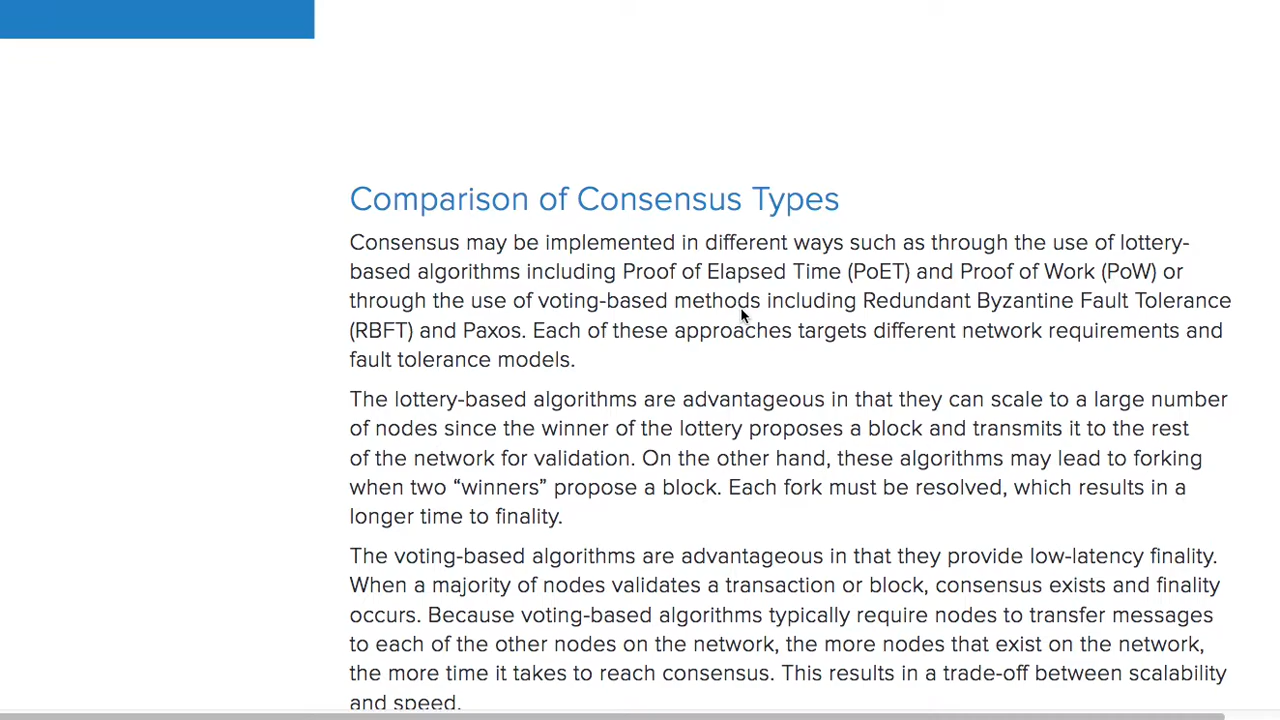 Comparison of Consensus Types
Consensus may be implemented in different ways such as through the use of lottery-
based algorithms including Proof of Elapsed Time (PoET) and Proof of Work (PoW) or
through the use of voting-based methods including Redundant Byzantine Fault Tolerance
(RBFT) and Paxos. Each of these approaches targets different network requirements and
fault tolerance models.
The lottery-based algorithms are advantageous in that they can scale to a large number
of nodes since the winner of the lottery proposes a block and transmits it to the rest
of the network for validation. On the other hand, these algorithms may lead to forking
when two “winners” propose a block. Each fork must be resolved, which results in a
longer time to finality.
The voting-based algorithms are advantageous in that they provide low-latency finality.
When a majority of nodes validates a transaction or block, consensus exists and finality
occurs. Because voting-based algorithms typically require nodes to transfer messages
to each of the other nodes on the network, the more nodes that exist on the network,
the more time it takes to reach consensus. This results in a trade-off between scalability
and speed.